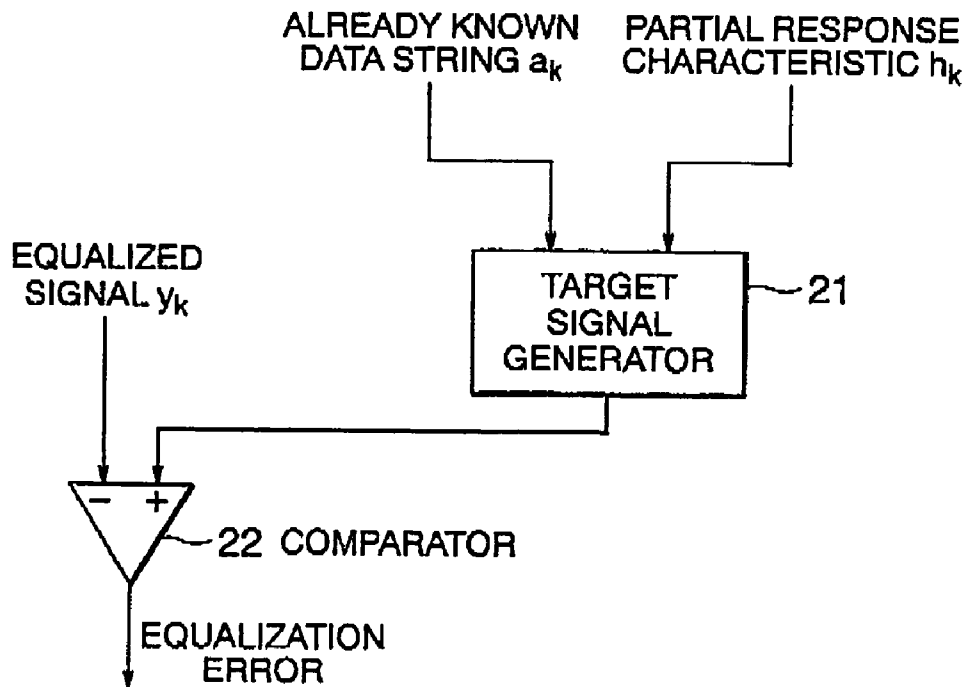 ALREADY KNOWN
DATA STRING ak
PARTIAL RESPONSE
CHARACTERISTIC hk
EQUALIZED
SIGNAL yk
TARGET
SIGNAL
GENERATOR
21
− +
22 COMPARATOR
EQUALIZATION
ERROR